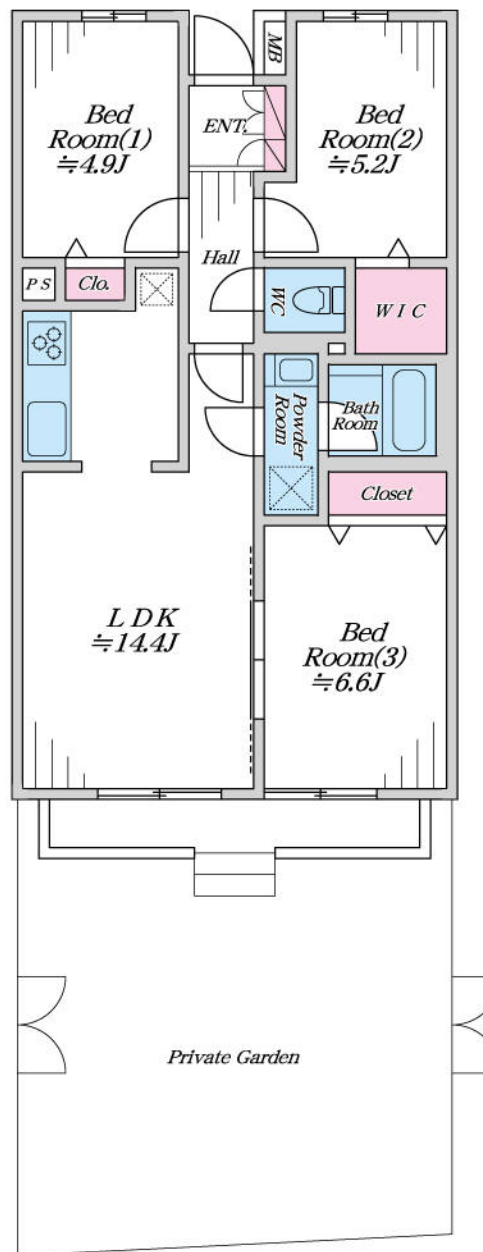 MB
Bed
Room(1)
≒4.9J
ENT.
Bed
Room(2)
≒5.2J
Hall
PS
Clo.
WC
WIC
Powder
Room
Bath
Room
Closet
LDK
≒14.4J
Bed
Room(3)
≒6.6J
Private Garden